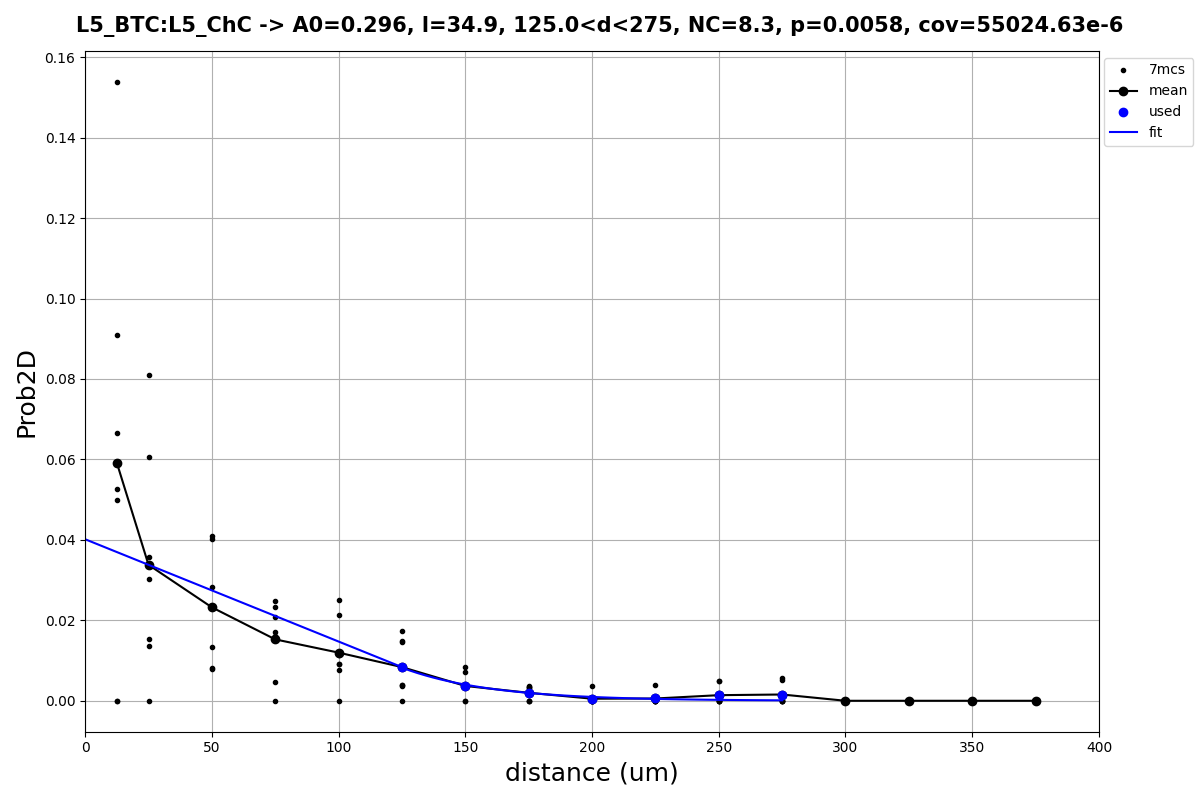 L5_BTC:L5_ChC -> A0=0.296, l=34.9, 125.0<d<275, NC=8.3, p=0.0058, cov=55024.63e-6
0.16
0.14
0.12
0.10
0.08
0.06
0.04
0.02
0.00
Prob2D
0 50 100 150 200 250 300 350 400
distance (um)
7mcs
mean
used
fit